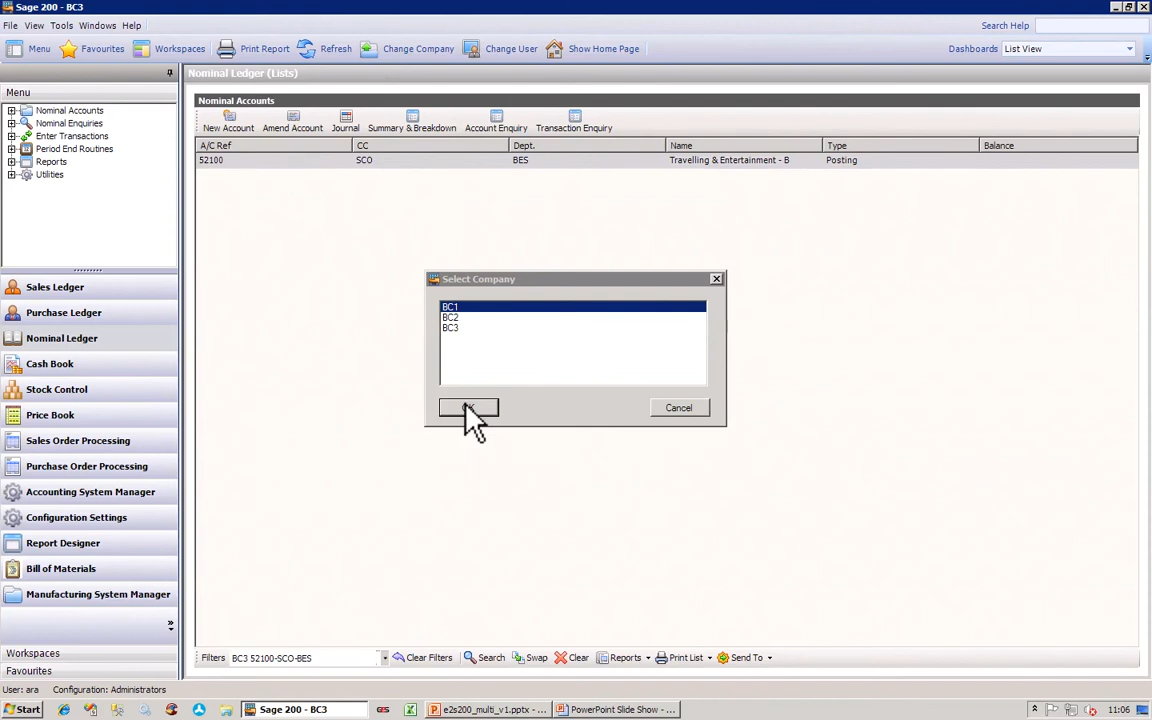 Sage 200 - BC3
File View Tools Windows Help
Search Help
Menu Favourites Workspaces Print Report Refresh Change Company Change User Show Home Page
Dashboards List View
Nominal Ledger (Lists)
Menu
Nominal Accounts
Nominal Enquiries
Enter Transactions
Period End Routines
Reports
Utilities
Sales Ledger
Purchase Ledger
Nominal Ledger
Cash Book
Stock Control
Price Book
Sales Order Processing
Purchase Order Processing
Accounting System Manager
Configuration Settings
Report Designer
Bill of Materials
Manufacturing System Manager
Workspaces
Favourites
Nominal Accounts
New Account Amend Account Journal Summary & Breakdown Account Enquiry Transaction Enquiry
A/C Ref CC Dept. Name Type Balance
52100 SCO BES Travelling & Entertainment - B Posting
Select Company
BC1
BC2
BC3
Cancel
Filters BC3 52100-SCO-BES Clear Filters Search Swap Clear Reports Print List Send To
User: ara Configuration: Administrators
Start Sage 200 - BC3 e2s200_multi_v1.pptx - ... PowerPoint Slide Show - ... 11:06